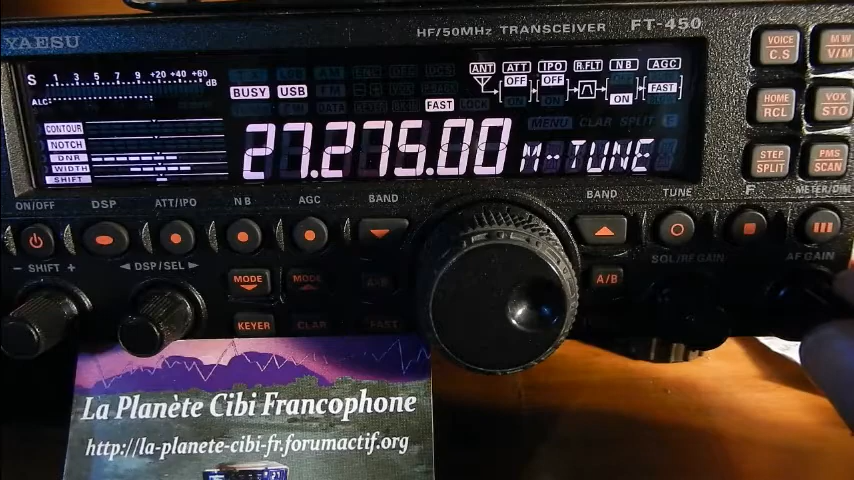 YAESU
HF/50MHz TRANSCEIVER FT-450
S 1 3 5 7 9 +20 +40 +60 dB
ALC
BUSY USB
FAST
ANT ATT IPO R.FLT NB AGC
OFF OFF FAST
ON ON ON
MENU CLAR SPLIT
CONTOUR
NOTCH
DNR
WIDTH
SHIFT
27.275.00 M-TUNE
VOICE C.S
M W V/M
HOME RCL
VOX STO
STEP SPLIT
PMS SCAN
ON/OFF DSP ATT/IPO NB AGC BAND BAND TUNE F METER/DIM
- SHIFT + DSP/SEL
MODE MODE A=B A/B
SQL/RF GAIN AF GAIN
KEYER CLAR FAST
La Planète Cibi Francophone
http://la-planete-cibi-fr.forumactif.org